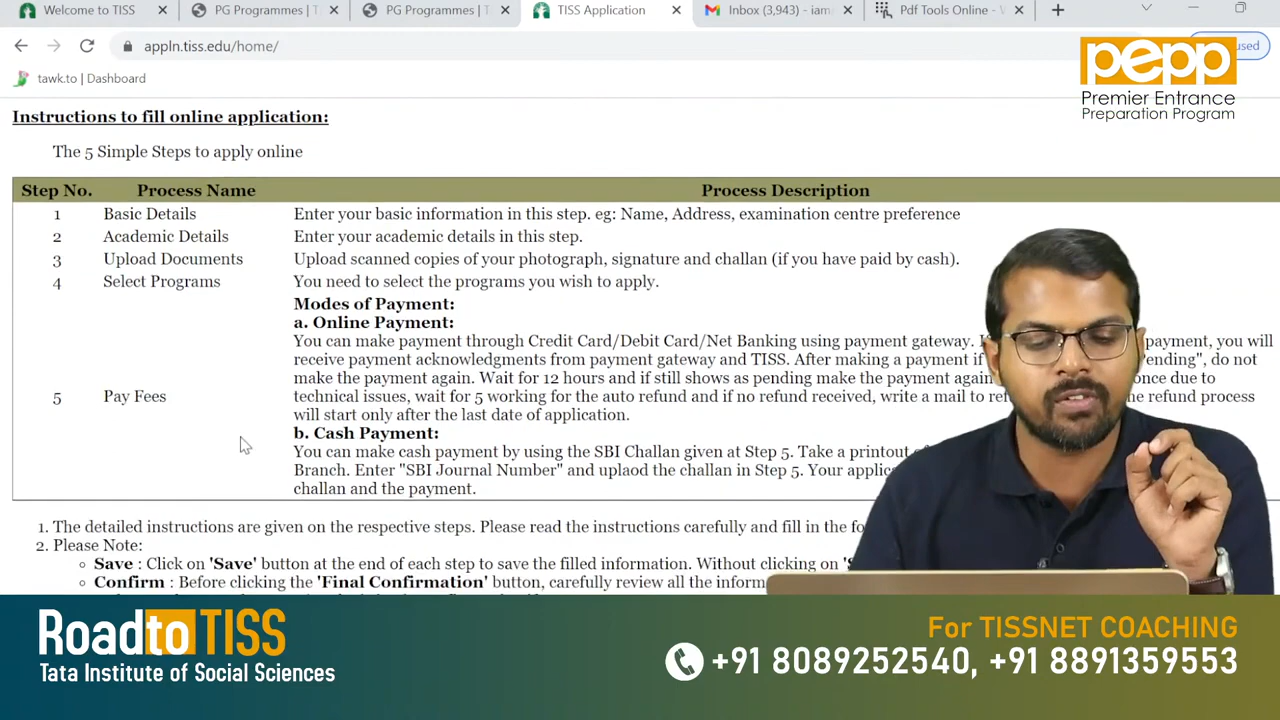 Welcome to TISS
PG Programmes | T
PG Programmes | T
TISS Application
Inbox (3,943) - iam
Pdf Tools Online -
appln.tiss.edu/home/
used
tawk.to | Dashboard
pepp
Premier Entrance
Preparation Program
Instructions to fill online application:
The 5 Simple Steps to apply online
Step No. Process Name Process Description
1 Basic Details Enter your basic information in this step. eg: Name, Address, examination centre preference
2 Academic Details Enter your academic details in this step.
3 Upload Documents Upload scanned copies of your photograph, signature and challan (if you have paid by cash).
4 Select Programs You need to select the programs you wish to apply.
Modes of Payment:
a. Online Payment:
You can make payment through Credit Card/Debit Card/Net Banking using payment gateway. payment, you will
receive payment acknowledgments from payment gateway and TISS. After making a payment if ending", do not
make the payment again. Wait for 12 hours and if still shows as pending make the payment again once due to
5 Pay Fees technical issues, wait for 5 working for the auto refund and if no refund received, write a mail to ref e refund process
will start only after the last date of application.
b. Cash Payment:
You can make cash payment by using the SBI Challan given at Step 5. Take a printout
Branch. Enter "SBI Journal Number" and uplaod the challan in Step 5. Your applic
challan and the payment.
1. The detailed instructions are given on the respective steps. Please read the instructions carefully and fill in the fo
2. Please Note:
Save : Click on 'Save' button at the end of each step to save the filled information. Without clicking on 'S
Confirm : Before clicking the 'Final Confirmation' button, carefully review all the inform
Road to TISS
Tata Institute of Social Sciences
For TISSNET COACHING
+91 8089252540, +91 8891359553